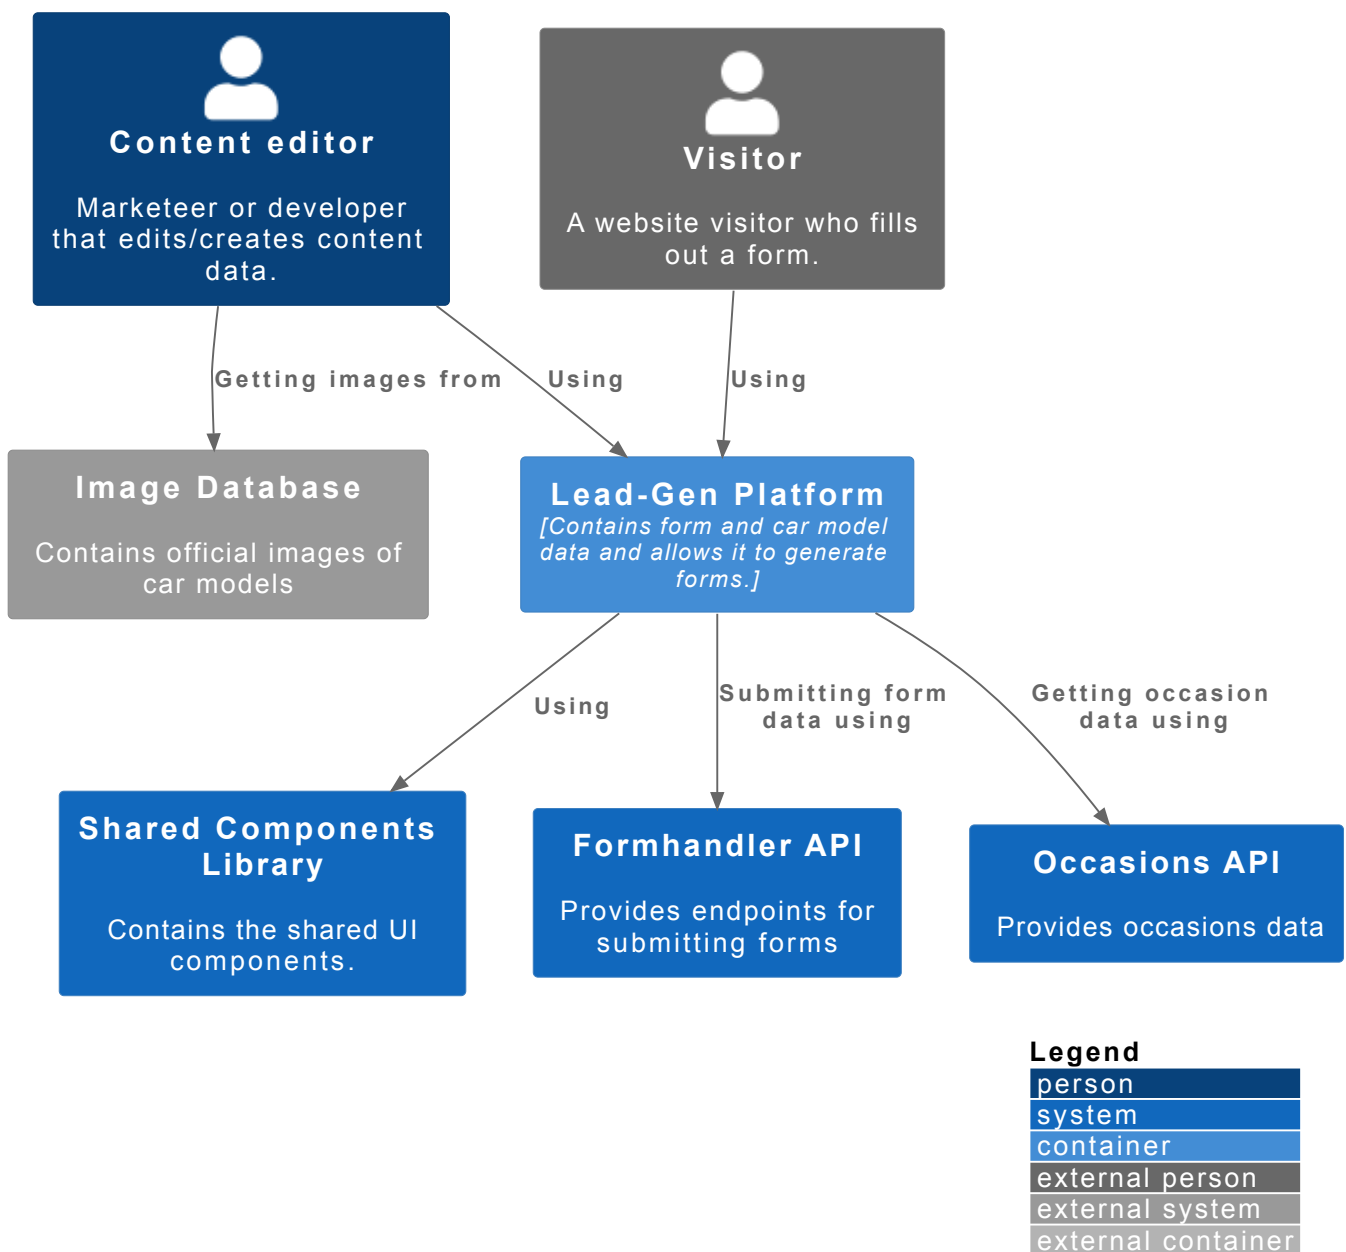 Content editor
Marketeer or developer
that edits/creates content
data.
Visitor
A website visitor who fills
out a form.
Getting images from
Using
Using
Image Database
Contains official images of
car models
Lead-Gen Platform
[Contains form and car model
data and allows it to generate
forms.]
Using
Submitting form
data using
Getting occasion
data using
Shared Components
Library
Contains the shared UI
components.
Formhandler API
Provides endpoints for
submitting forms
Occasions API
Provides occasions data
Legend
person
system
container
external person
external system
external container